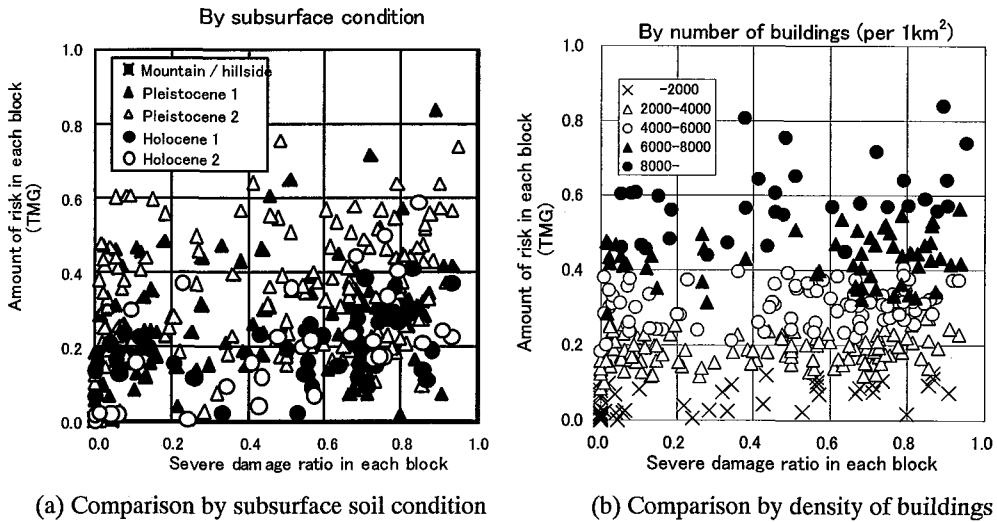 By subsurface condition
1.0
0.8
0.6
0.4
0.2
0.0
Amount of risk in each block
(TMG)
Mountain / hillside
Pleistocene 1
Pleistocene 2
Holocene 1
Holocene 2
0.0 0.2 0.4 0.6 0.8 1.0
Severe damage ratio in each block
(a) Comparison by subsurface soil condition
By number of buildings (per 1km²)
1.0
0.8
0.6
0.4
0.2
0.0
Amount of risk in each block
(TMG)
-2000
2000-4000
4000-6000
6000-8000
8000-
0.0 0.2 0.4 0.6 0.8 1.0
Severe damage ratio in each block
(b) Comparison by density of buildings